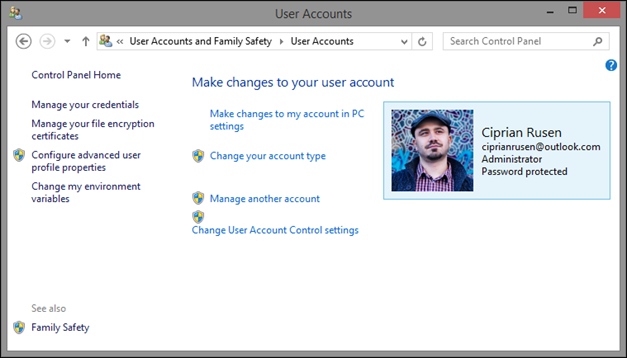 User Accounts
« User Accounts and Family Safety › User Accounts
Search Control Panel
Control Panel Home
Manage your credentials
Manage your file encryption
certificates
Configure advanced user
profile properties
Change my environment
variables
Make changes to your user account
Make changes to my account in PC
settings
Change your account type
Manage another account
Change User Account Control settings
Ciprian Rusen
ciprianrusen@outlook.com
Administrator
Password protected
See also
Family Safety